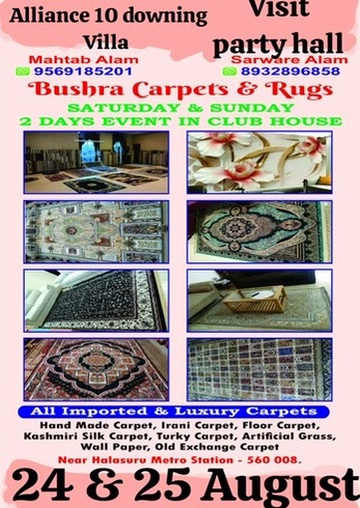 Alliance 10 downing
Villa
Visit
party hall
Mahtab Alam
9569185201
Sarware Alam
8932896858
Bushra Carpets & Rugs
SATURDAY & SUNDAY
2 DAYS EVENT IN CLUB HOUSE
All Imported & Luxury Carpets
Hand Made Carpet, Irani Carpet, Floor Carpet,
Kashmiri Silk Carpet, Turky Carpet, Artificial Grass,
Wall Paper, Old Exchange Carpet
Near Halasuru Metro Station - 560 008.
24 & 25 August